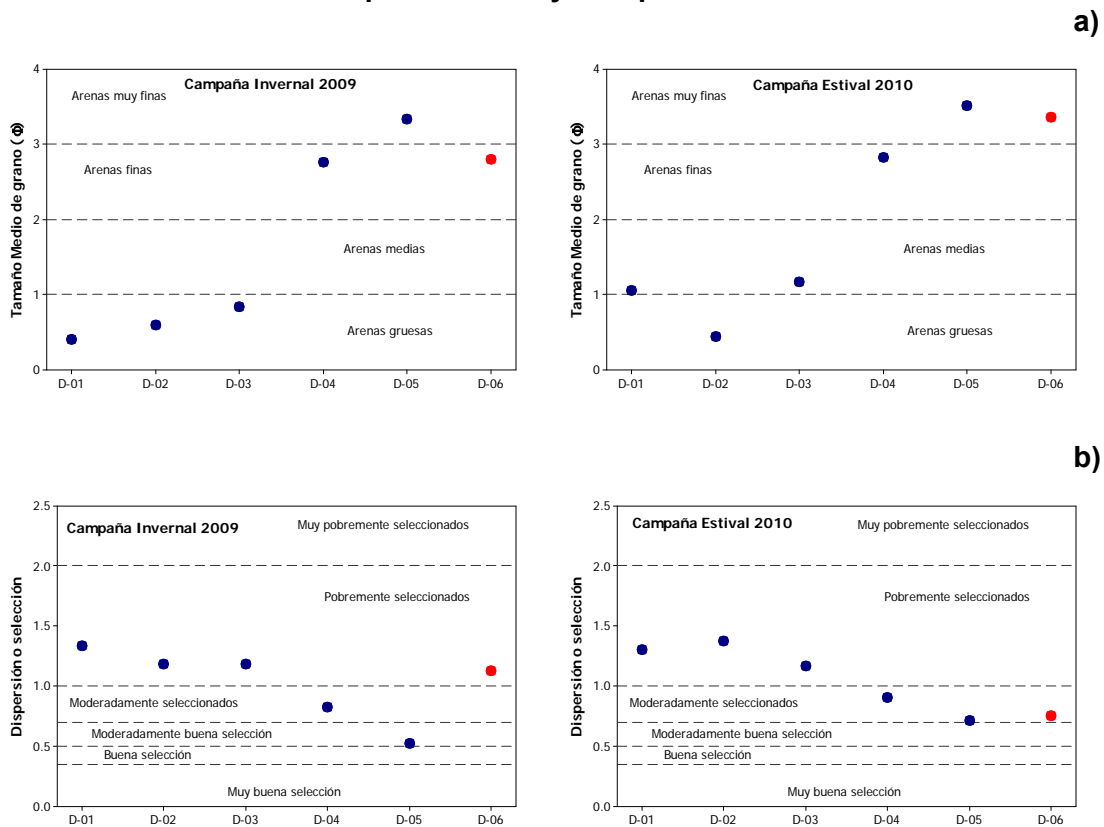 a)
Campaña Invernal 2009
Arenas muy finas
Arenas finas
Arenas medias
Arenas gruesas
Tamaño Medio de grano (Φ)
4
3
2
1
0
D-01 D-02 D-03 D-04 D-05 D-06
Campaña Estival 2010
Arenas muy finas
Arenas finas
Arenas medias
Arenas gruesas
Tamaño Medio de grano (Φ)
4
3
2
1
0
D-01 D-02 D-03 D-04 D-05 D-06
b)
Campaña Invernal 2009
Muy pobremente seleccionados
Pobremente seleccionados
Moderadamente seleccionados
Moderadamente buena selección
Buena selección
Muy buena selección
Dispersión o selección
2.5
2.0
1.5
1.0
0.5
0.0
D-01 D-02 D-03 D-04 D-05 D-06
Campaña Estival 2010
Muy pobremente seleccionados
Pobremente seleccionados
Moderadamente seleccionados
Moderadamente buena selección
Buena selección
Muy buena selección
Dispersión o selección
2.5
2.0
1.5
1.0
0.5
0.0
D-01 D-02 D-03 D-04 D-05 D-06